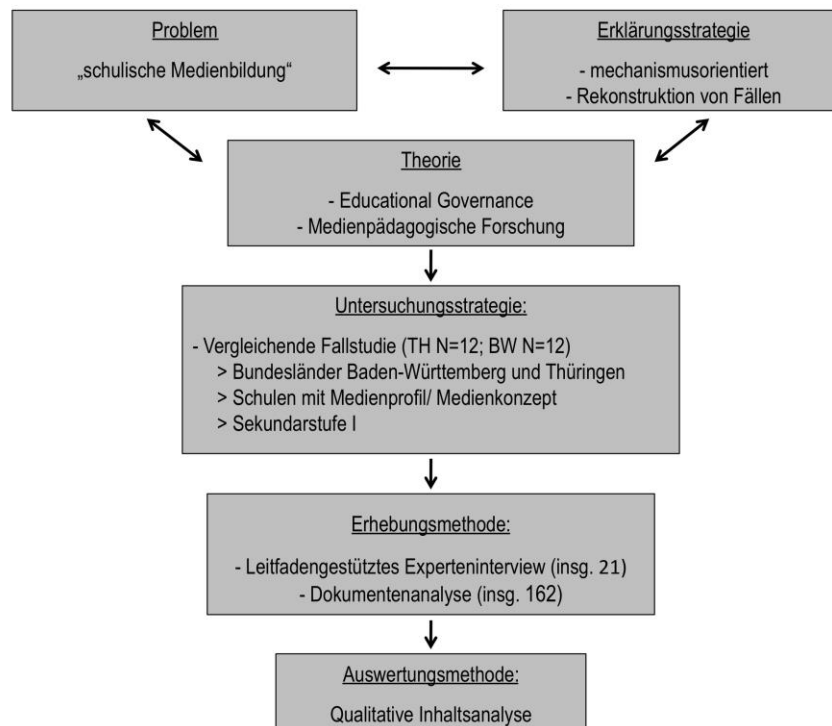 Problem
„schulische Medienbildung“
Erklärungsstrategie
- mechanismusorientiert
- Rekonstruktion von Fällen
Theorie
- Educational Governance
- Medienpädagogische Forschung
Untersuchungsstrategie:
- Vergleichende Fallstudie (TH N=12; BW N=12)
> Bundesländer Baden-Württemberg und Thüringen
> Schulen mit Medienprofil/ Medienkonzept
> Sekundarstufe I
Erhebungsmethode:
- Leitfadengestütztes Experteninterview (insg. 21)
- Dokumentenanalyse (insg. 162)
Auswertungsmethode:
Qualitative Inhaltsanalyse